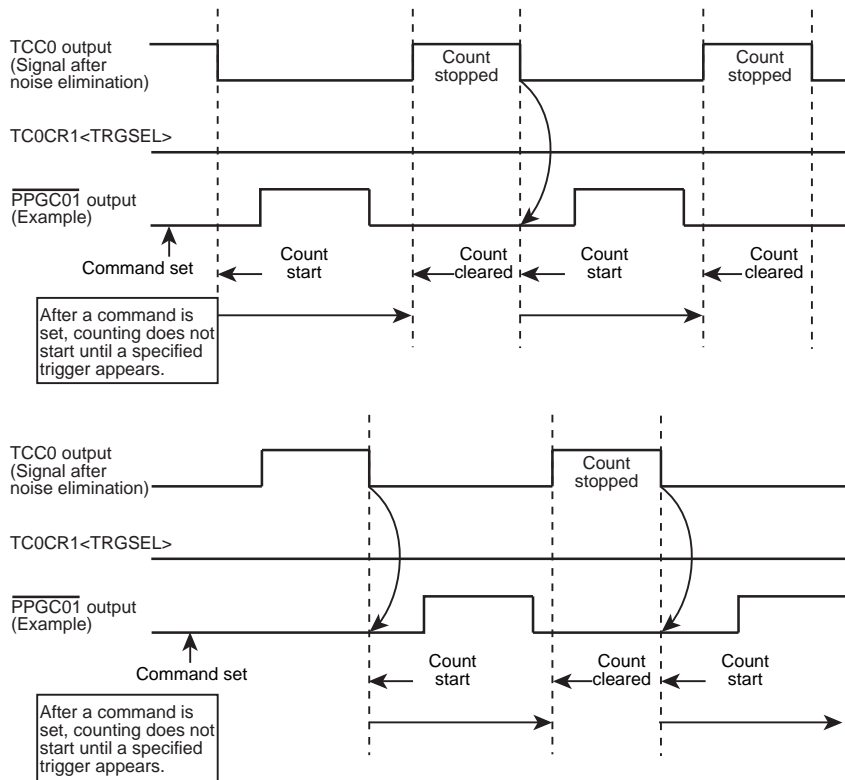 TCC0 output
(Signal after
noise elimination)
Count
stopped
Count
stopped
TC0CR1<TRGSEL>
PPGC01 output
(Example)
Command set
Count
start
Count
cleared
Count
start
Count
cleared
After a command is
set, counting does not
start until a specified
trigger appears.
TCC0 output
(Signal after
noise elimination)
Count
stopped
TC0CR1<TRGSEL>
PPGC01 output
(Example)
Command set
Count
start
Count
cleared
Count
start
After a command is
set, counting does not
start until a specified
trigger appears.